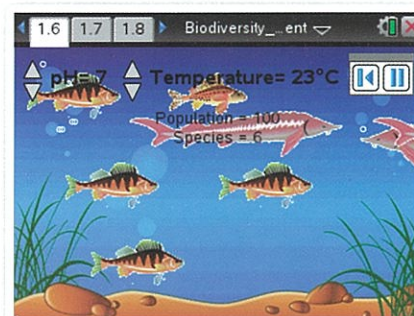 1.6 1.7 1.8 Biodiversity_...ent
pH= 7 Temperature= 23°C
Population = 100
Species = 6